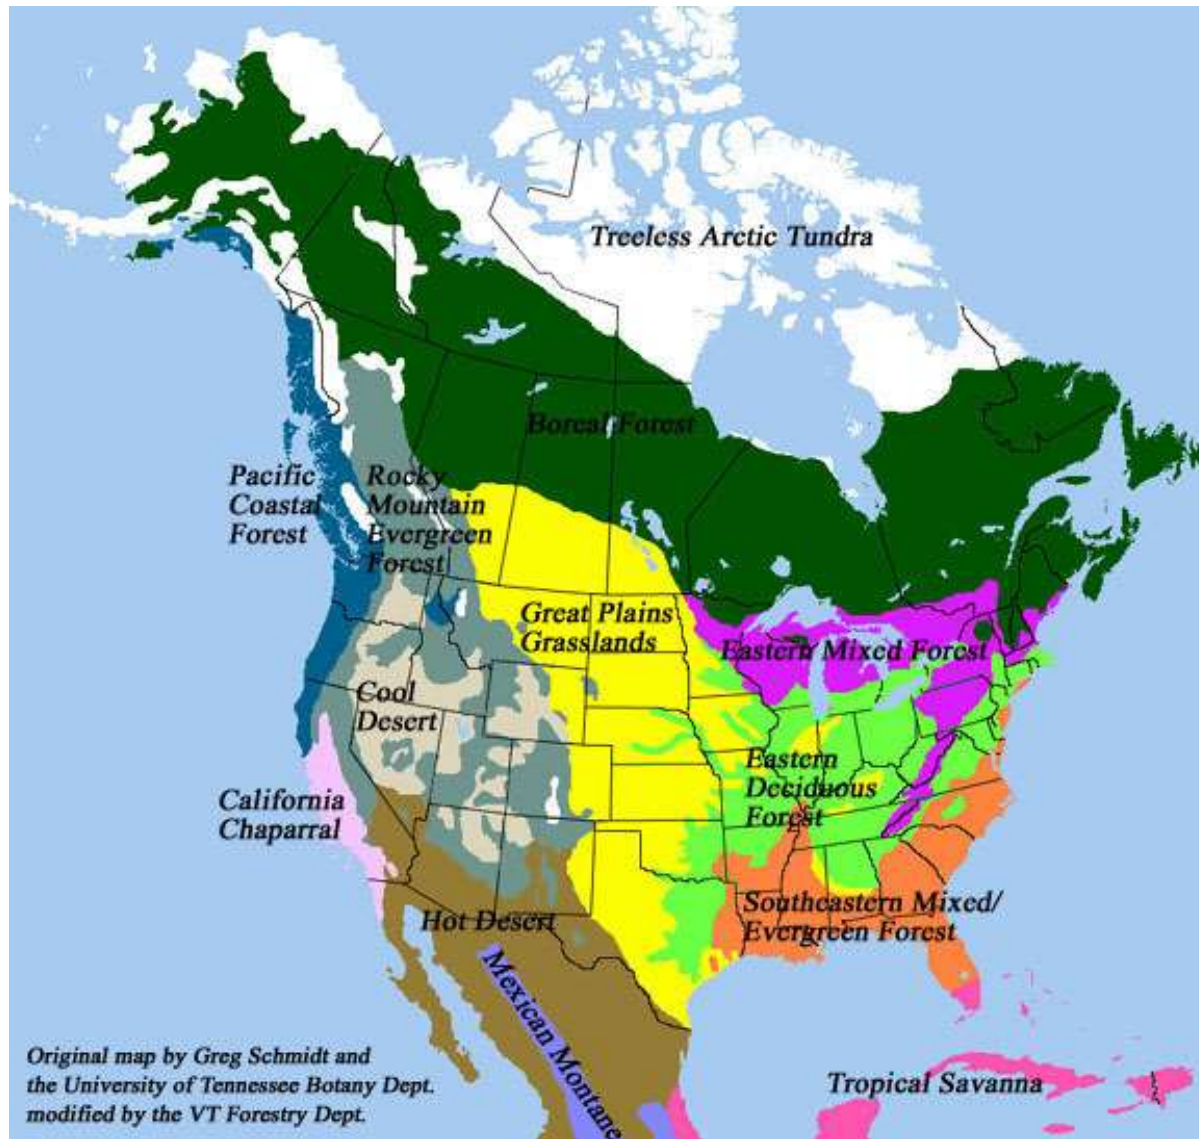 Treeless Arctic Tundra
Boreal Forest
Pacific
Coastal
Forest
Rocky
Mountain
Evergreen
Forest
Great Plains
Grasslands
Eastern Mixed Forest
Cool
Desert
Eastern
Deciduous
Forest
California
Chaparral
Southeastern Mixed/
Evergreen Forest
Hot Desert
Mexican Montane
Original map by Greg Schmidt and
the University of Tennessee Botany Dept.
modified by the VT Forestry Dept.
Tropical Savanna